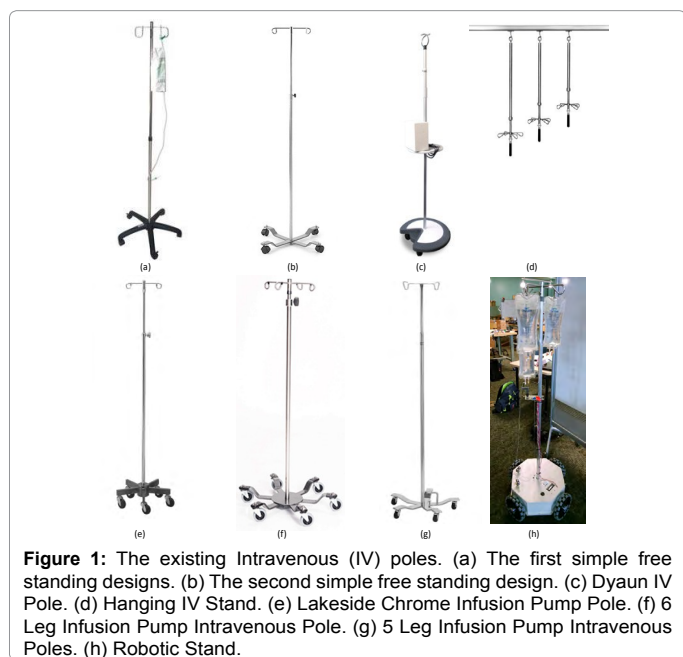 (a)
(b)
(c)
(d)
(e)
(f)
(g)
(h)
Figure 1: The existing Intravenous (IV) poles. (a) The first simple free
standing designs. (b) The second simple free standing design. (c) Dyaun IV
Pole. (d) Hanging IV Stand. (e) Lakeside Chrome Infusion Pump Pole. (f) 6
Leg Infusion Pump Intravenous Pole. (g) 5 Leg Infusion Pump Intravenous
Poles. (h) Robotic Stand.